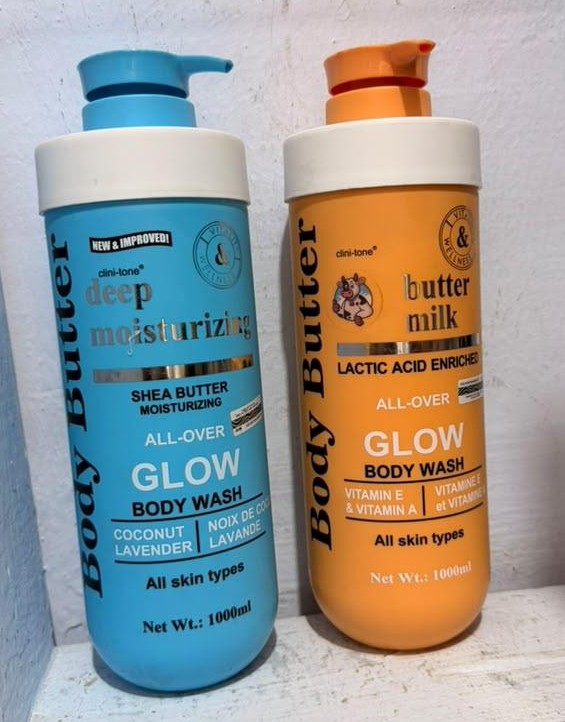 Body Butter
NEW & IMPROVED!
&
WELLNESS
clini-tone®
deep
moisturizing
SHEA BUTTER
MOISTURIZING
ALL-OVER
GLOW
BODY WASH
COCONUT
LAVENDER
NOIX DE
LAVANDE
All skin types
Net Wt.: 1000ml
Body Butter
&
WELLNESS
clini-tone®
butter
milk
LACTIC ACID ENRICHED
ALL-OVER
GLOW
BODY WASH
VITAMIN E
& VITAMIN A
VITAMINE E
et VITAMINE
All skin types
Net Wt.: 1000ml